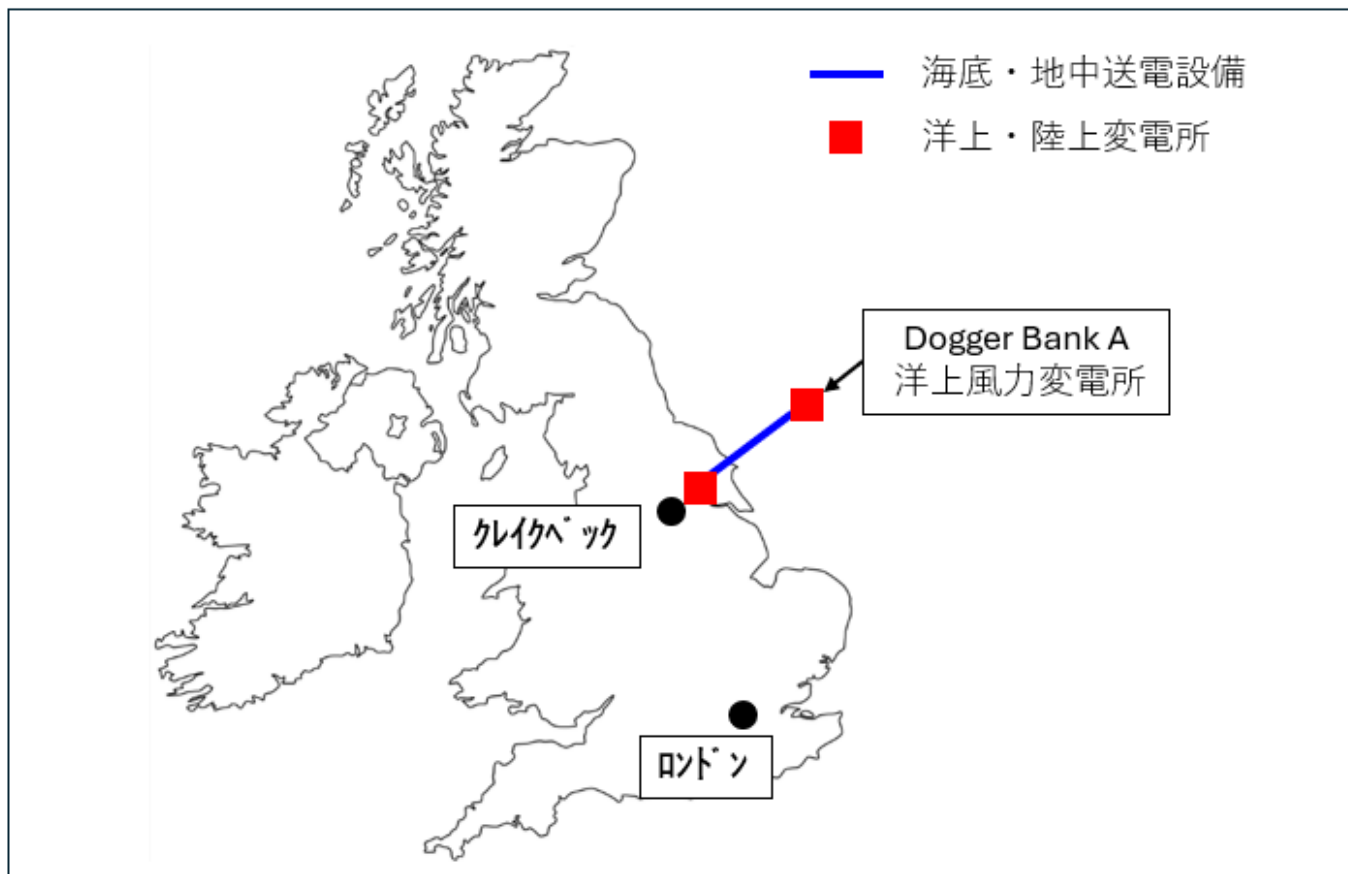 海底・地中送電設備
洋上・陸上変電所
Dogger Bank A
洋上風力変電所
ｸﾚｲｸﾍﾞｯｸ
ﾛﾝﾄﾞﾝ